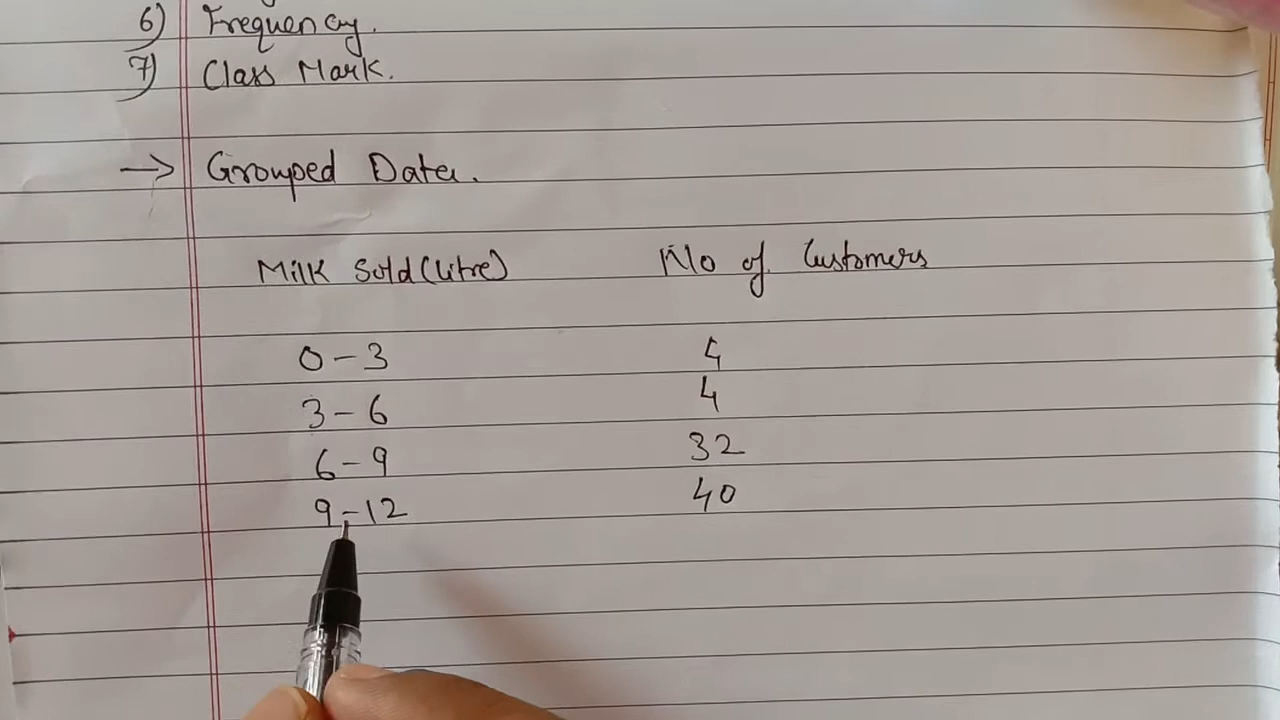 6) Frequency.
7) Class Mark.
→ Grouped Data.
Milk Sold (litre) No of Customers
0-3 4
3-6 4
6-9 32
9-12 40